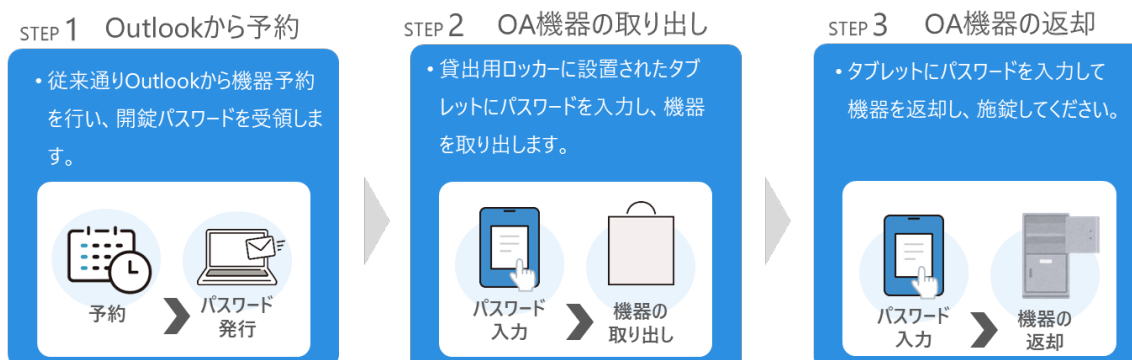 STEP 1 Outlookから予約
• 従来通りOutlookから機器予約
を行い、開錠パスワードを受領しま
す。
予約
パスワード
発行
STEP 2 OA機器の取り出し
• 貸出用ロッカーに設置されたタブ
レットにパスワードを入力し、機器
を取り出します。
パスワード
入力
機器の
取り出し
STEP 3 OA機器の返却
• タブレットにパスワードを入力して
機器を返却し、施錠してください。
パスワード
入力
機器の
返却